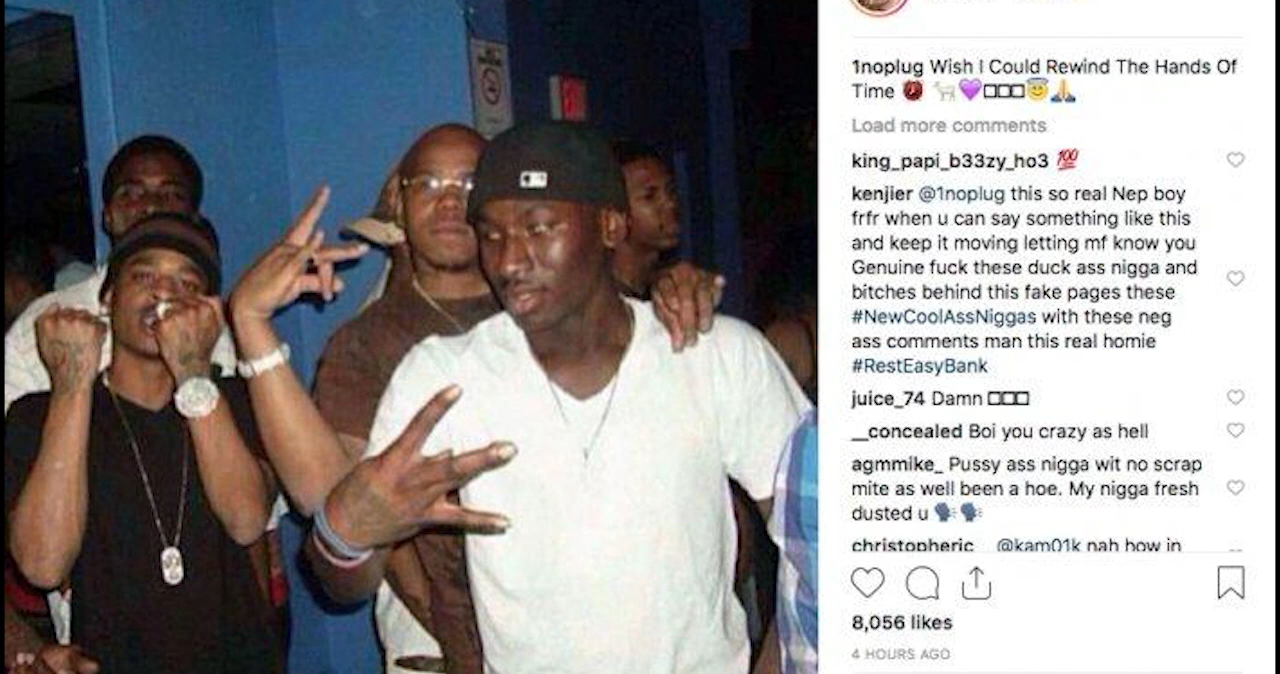 1noplug Wish I Could Rewind The Hands Of
Time ⏰ 🐐💜□□□😇🙏
Load more comments
king_papi_b33zy_ho3 💯
kenjier @1noplug this so real Nep boy
frfr when u can say something like this
and keep it moving letting mf know you
Genuine fuck these duck ass nigga and
bitches behind this fake pages these
#NewCoolAssNiggas with these neg
ass comments man this real homie
#RestEasyBank
juice_74 Damn □□□
__concealed Boi you crazy as hell
agmmike_ Pussy ass nigga wit no scrap
mite as well been a hoe. My nigga fresh
dusted u 🗣🗣
christopheric__ @kam01k nah how in
8,056 likes
4 HOURS AGO